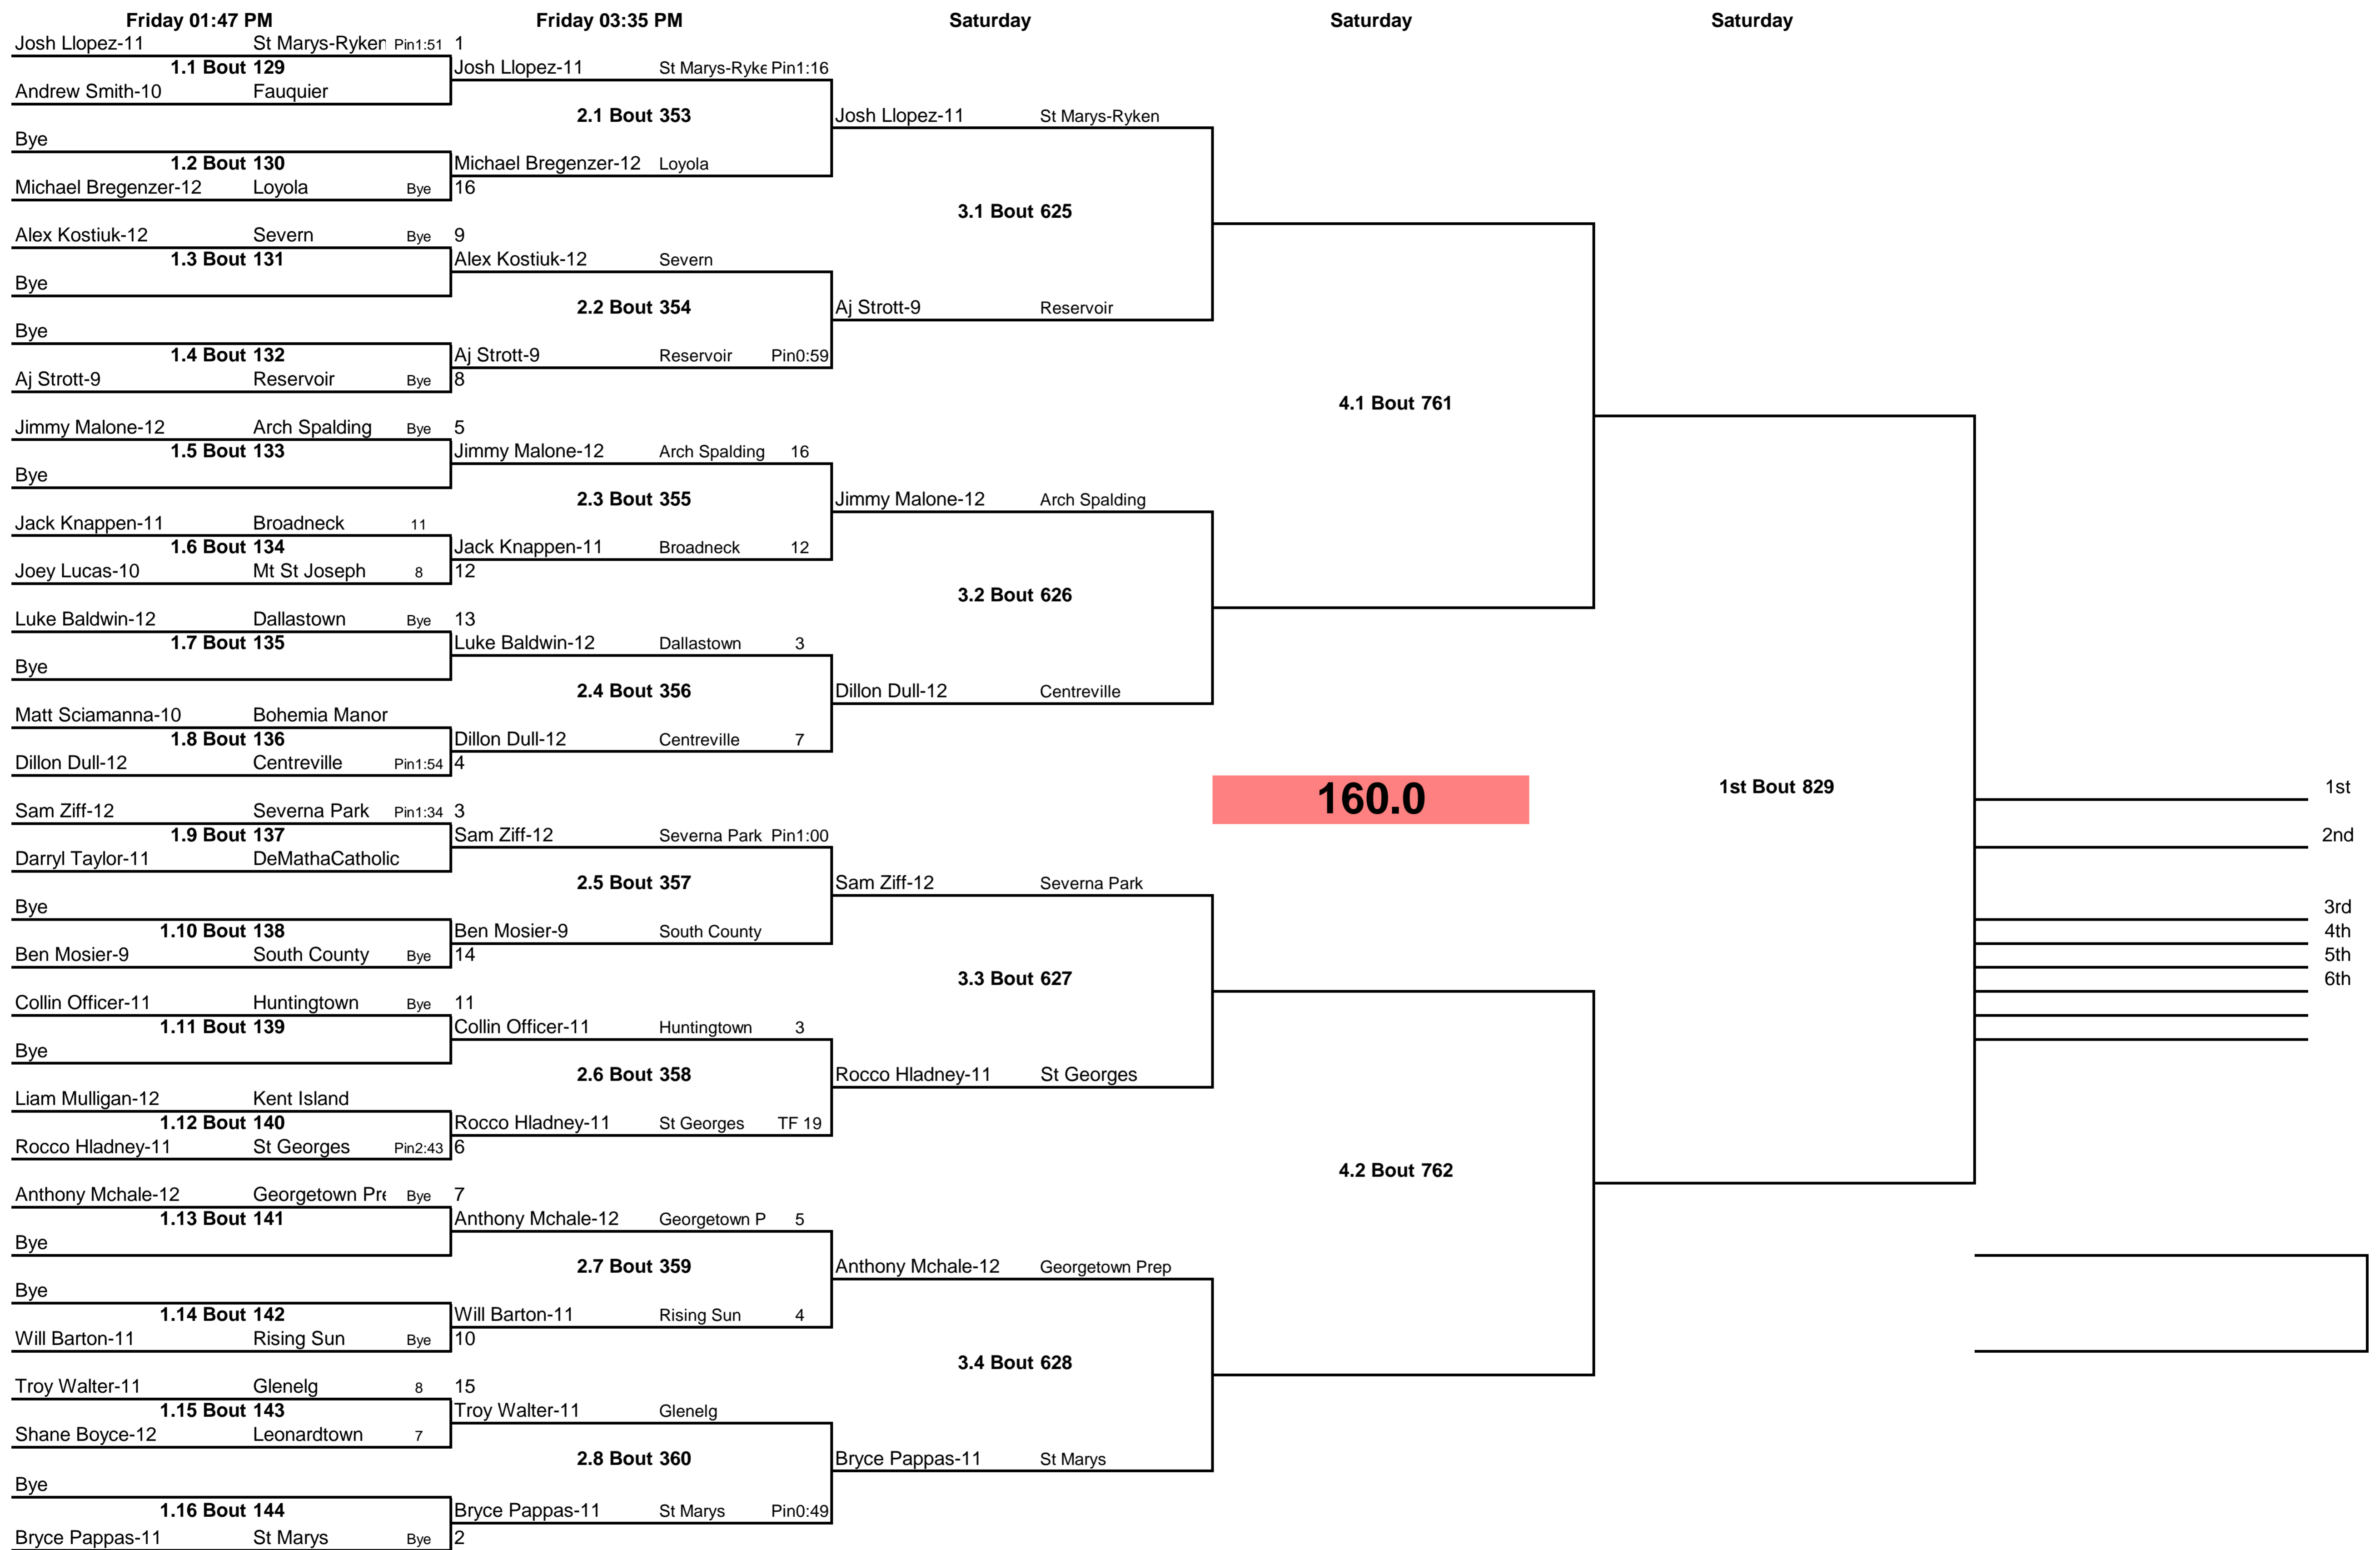 Friday 01:47 PM Friday 03:35 PM Saturday Saturday Saturday
Josh Llopez-11 St Marys-Ryken Pin1:51 1
1.1 Bout 129 Josh Llopez-11 St Marys-Ryke Pin1:16
Andrew Smith-10 Fauquier
2.1 Bout 353 Josh Llopez-11 St Marys-Ryken
Bye
1.2 Bout 130 Michael Bregenzer-12 Loyola
Michael Bregenzer-12 Loyola Bye 16
3.1 Bout 625
Alex Kostiuk-12 Severn Bye 9
1.3 Bout 131 Alex Kostiuk-12 Severn
Bye
2.2 Bout 354 Aj Strott-9 Reservoir
Bye
1.4 Bout 132 Aj Strott-9 Reservoir Pin0:59
Aj Strott-9 Reservoir Bye 8
4.1 Bout 761
Jimmy Malone-12 Arch Spalding Bye 5
1.5 Bout 133 Jimmy Malone-12 Arch Spalding 16
Bye
2.3 Bout 355 Jimmy Malone-12 Arch Spalding
Jack Knappen-11 Broadneck 11
1.6 Bout 134 Jack Knappen-11 Broadneck 12
Joey Lucas-10 Mt St Joseph 8 12
3.2 Bout 626
Luke Baldwin-12 Dallastown Bye 13
1.7 Bout 135 Luke Baldwin-12 Dallastown 3
Bye
2.4 Bout 356 Dillon Dull-12 Centreville
Matt Sciamanna-10 Bohemia Manor
1.8 Bout 136 Dillon Dull-12 Centreville 7
Dillon Dull-12 Centreville Pin1:54 4
160.0 1st Bout 829 1st
Sam Ziff-12 Severna Park Pin1:34 3
1.9 Bout 137 Sam Ziff-12 Severna Park Pin1:00 2nd
Darryl Taylor-11 DeMathaCatholic
2.5 Bout 357 Sam Ziff-12 Severna Park
Bye 3rd
1.10 Bout 138 Ben Mosier-9 South County 4th
Ben Mosier-9 South County Bye 14 5th
3.3 Bout 627 6th
Collin Officer-11 Huntingtown Bye 11
1.11 Bout 139 Collin Officer-11 Huntingtown 3
Bye
2.6 Bout 358 Rocco Hladney-11 St Georges
Liam Mulligan-12 Kent Island
1.12 Bout 140 Rocco Hladney-11 St Georges TF 19
Rocco Hladney-11 St Georges Pin2:43 6
4.2 Bout 762
Anthony Mchale-12 Georgetown Pre Bye 7
1.13 Bout 141 Anthony Mchale-12 Georgetown P 5
Bye
2.7 Bout 359 Anthony Mchale-12 Georgetown Prep
Bye
1.14 Bout 142 Will Barton-11 Rising Sun 4
Will Barton-11 Rising Sun Bye 10
3.4 Bout 628
Troy Walter-11 Glenelg 8 15
1.15 Bout 143 Troy Walter-11 Glenelg
Shane Boyce-12 Leonardtown 7
2.8 Bout 360 Bryce Pappas-11 St Marys
Bye
1.16 Bout 144 Bryce Pappas-11 St Marys Pin0:49
Bryce Pappas-11 St Marys Bye 2